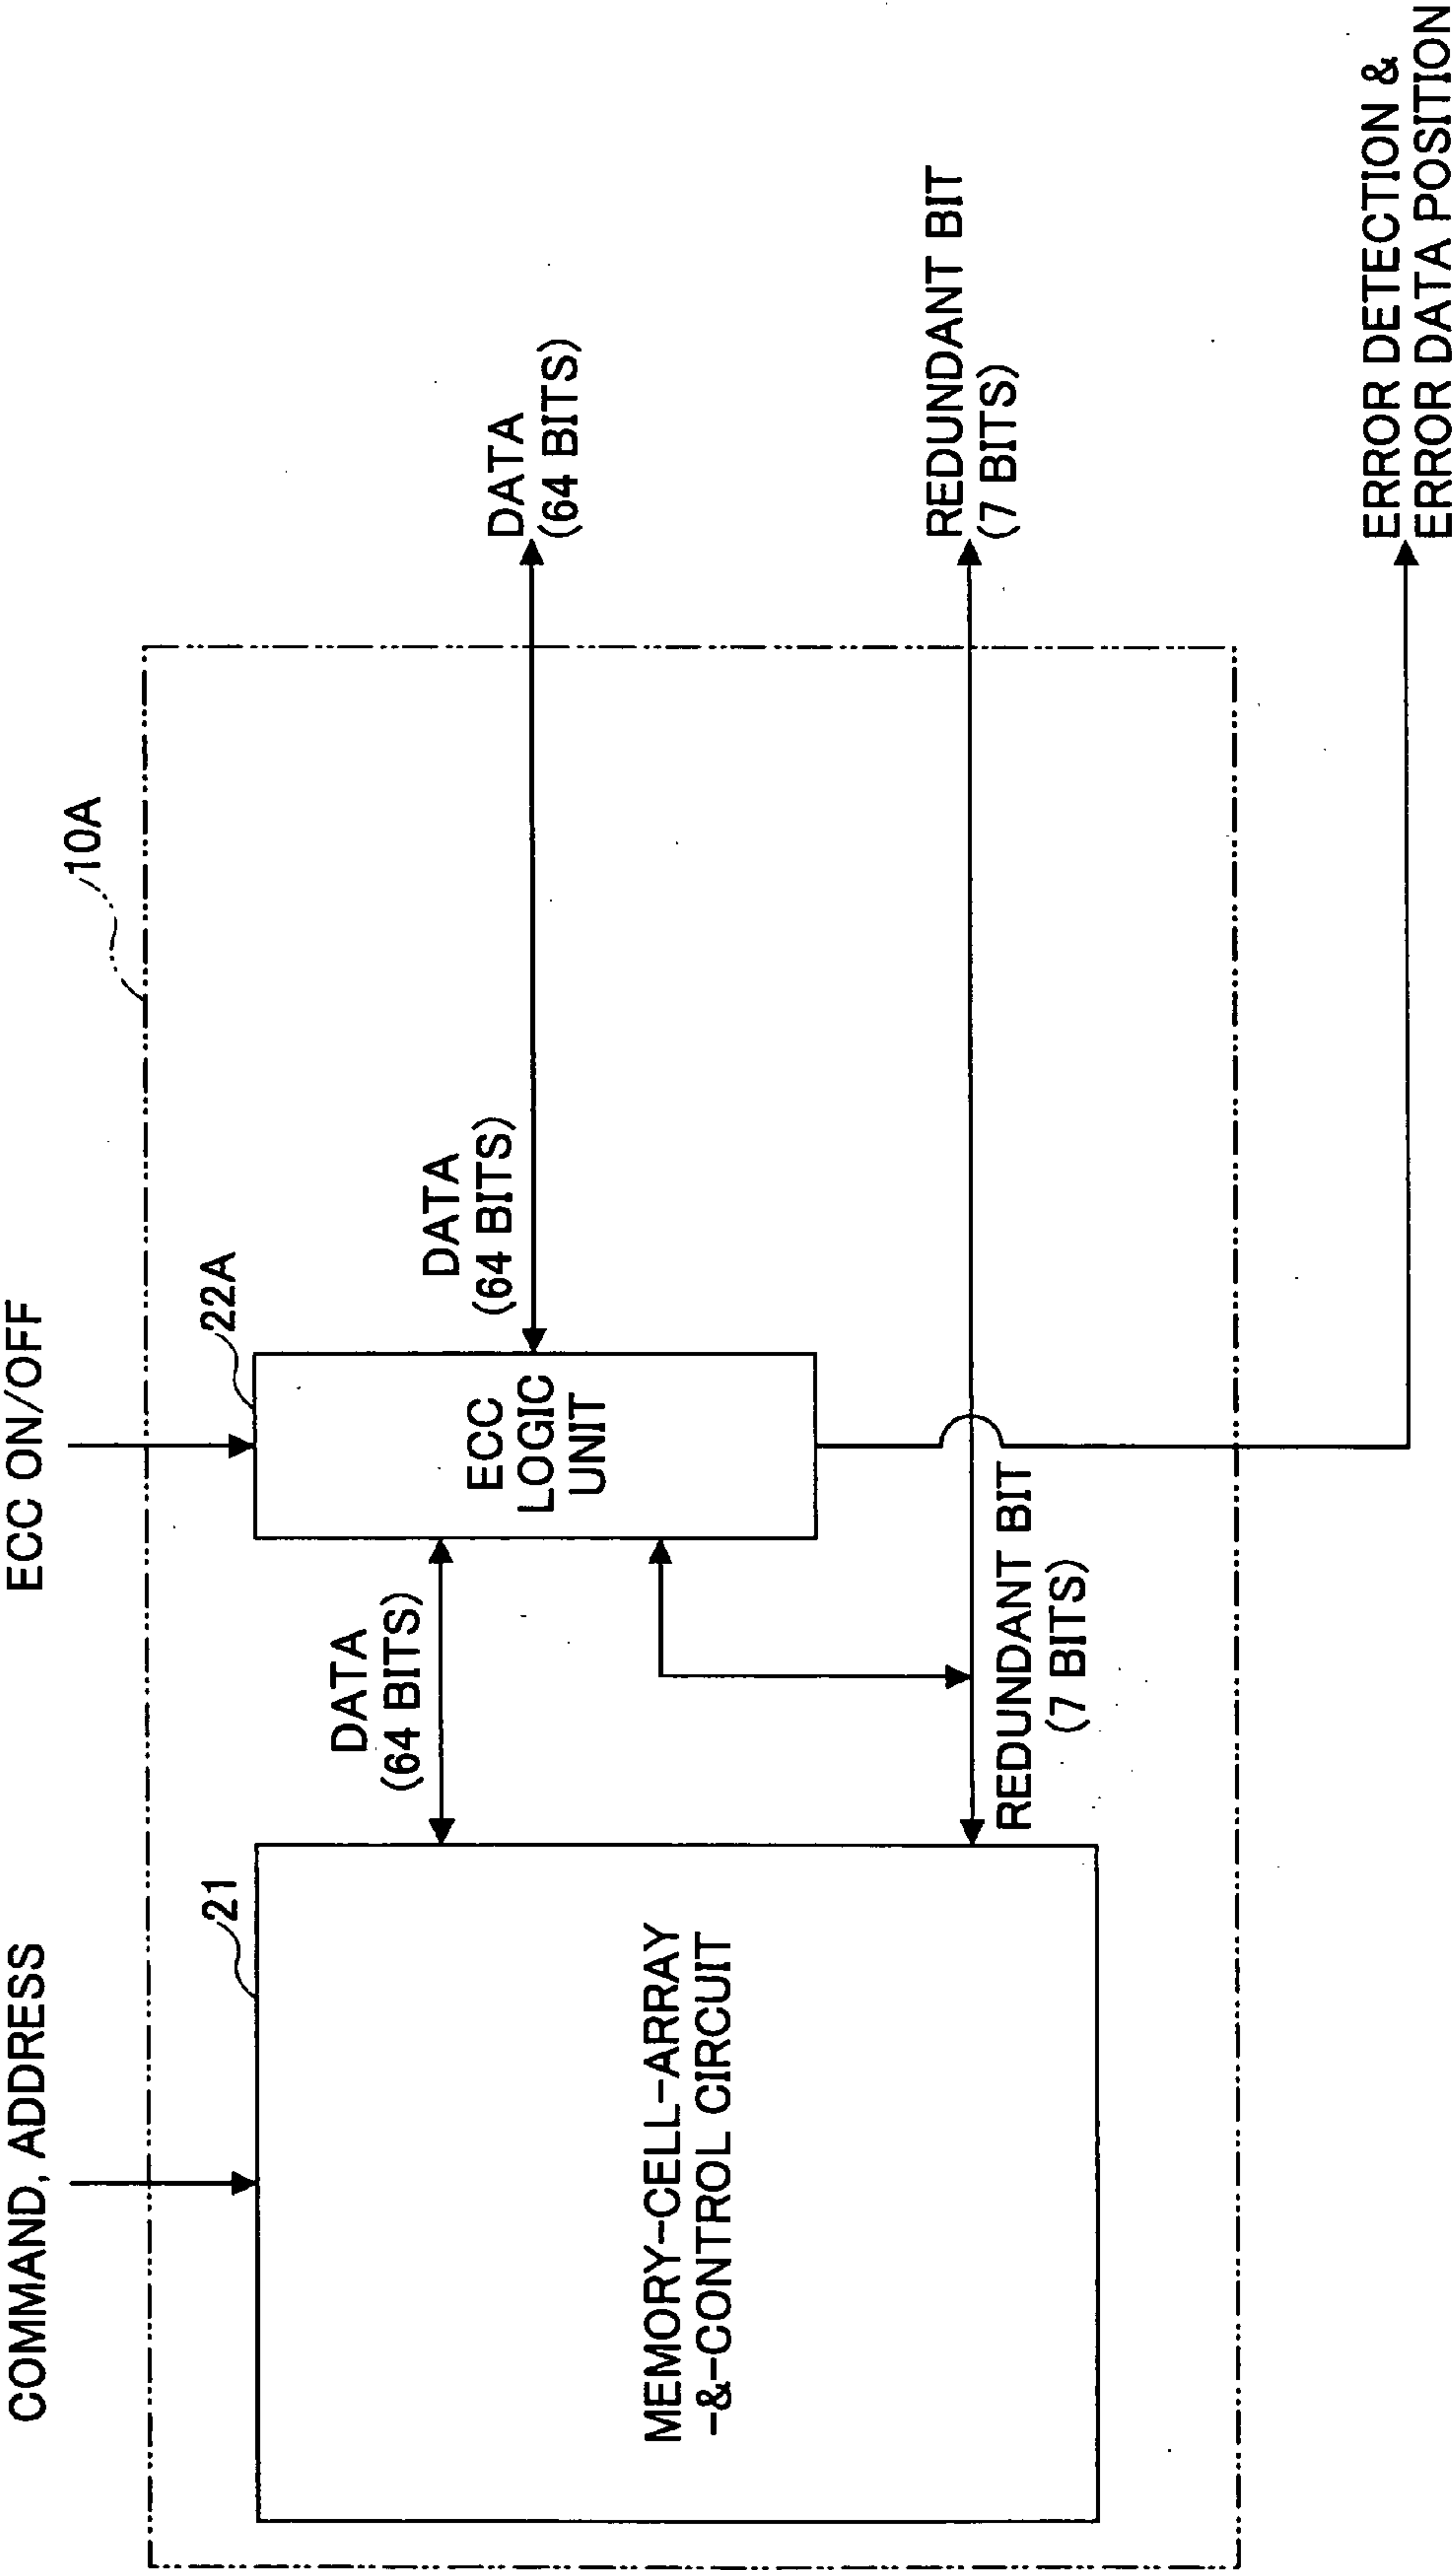 COMMAND, ADDRESS
ECC ON/OFF
10A
21
22A
MEMORY-CELL-ARRAY
-&-CONTROL CIRCUIT
DATA
(64 BITS)
ECC
LOGIC
UNIT
DATA
(64 BITS)
DATA
(64 BITS)
REDUNDANT BIT
(7 BITS)
REDUNDANT BIT
(7 BITS)
ERROR DETECTION &
ERROR DATA POSITION